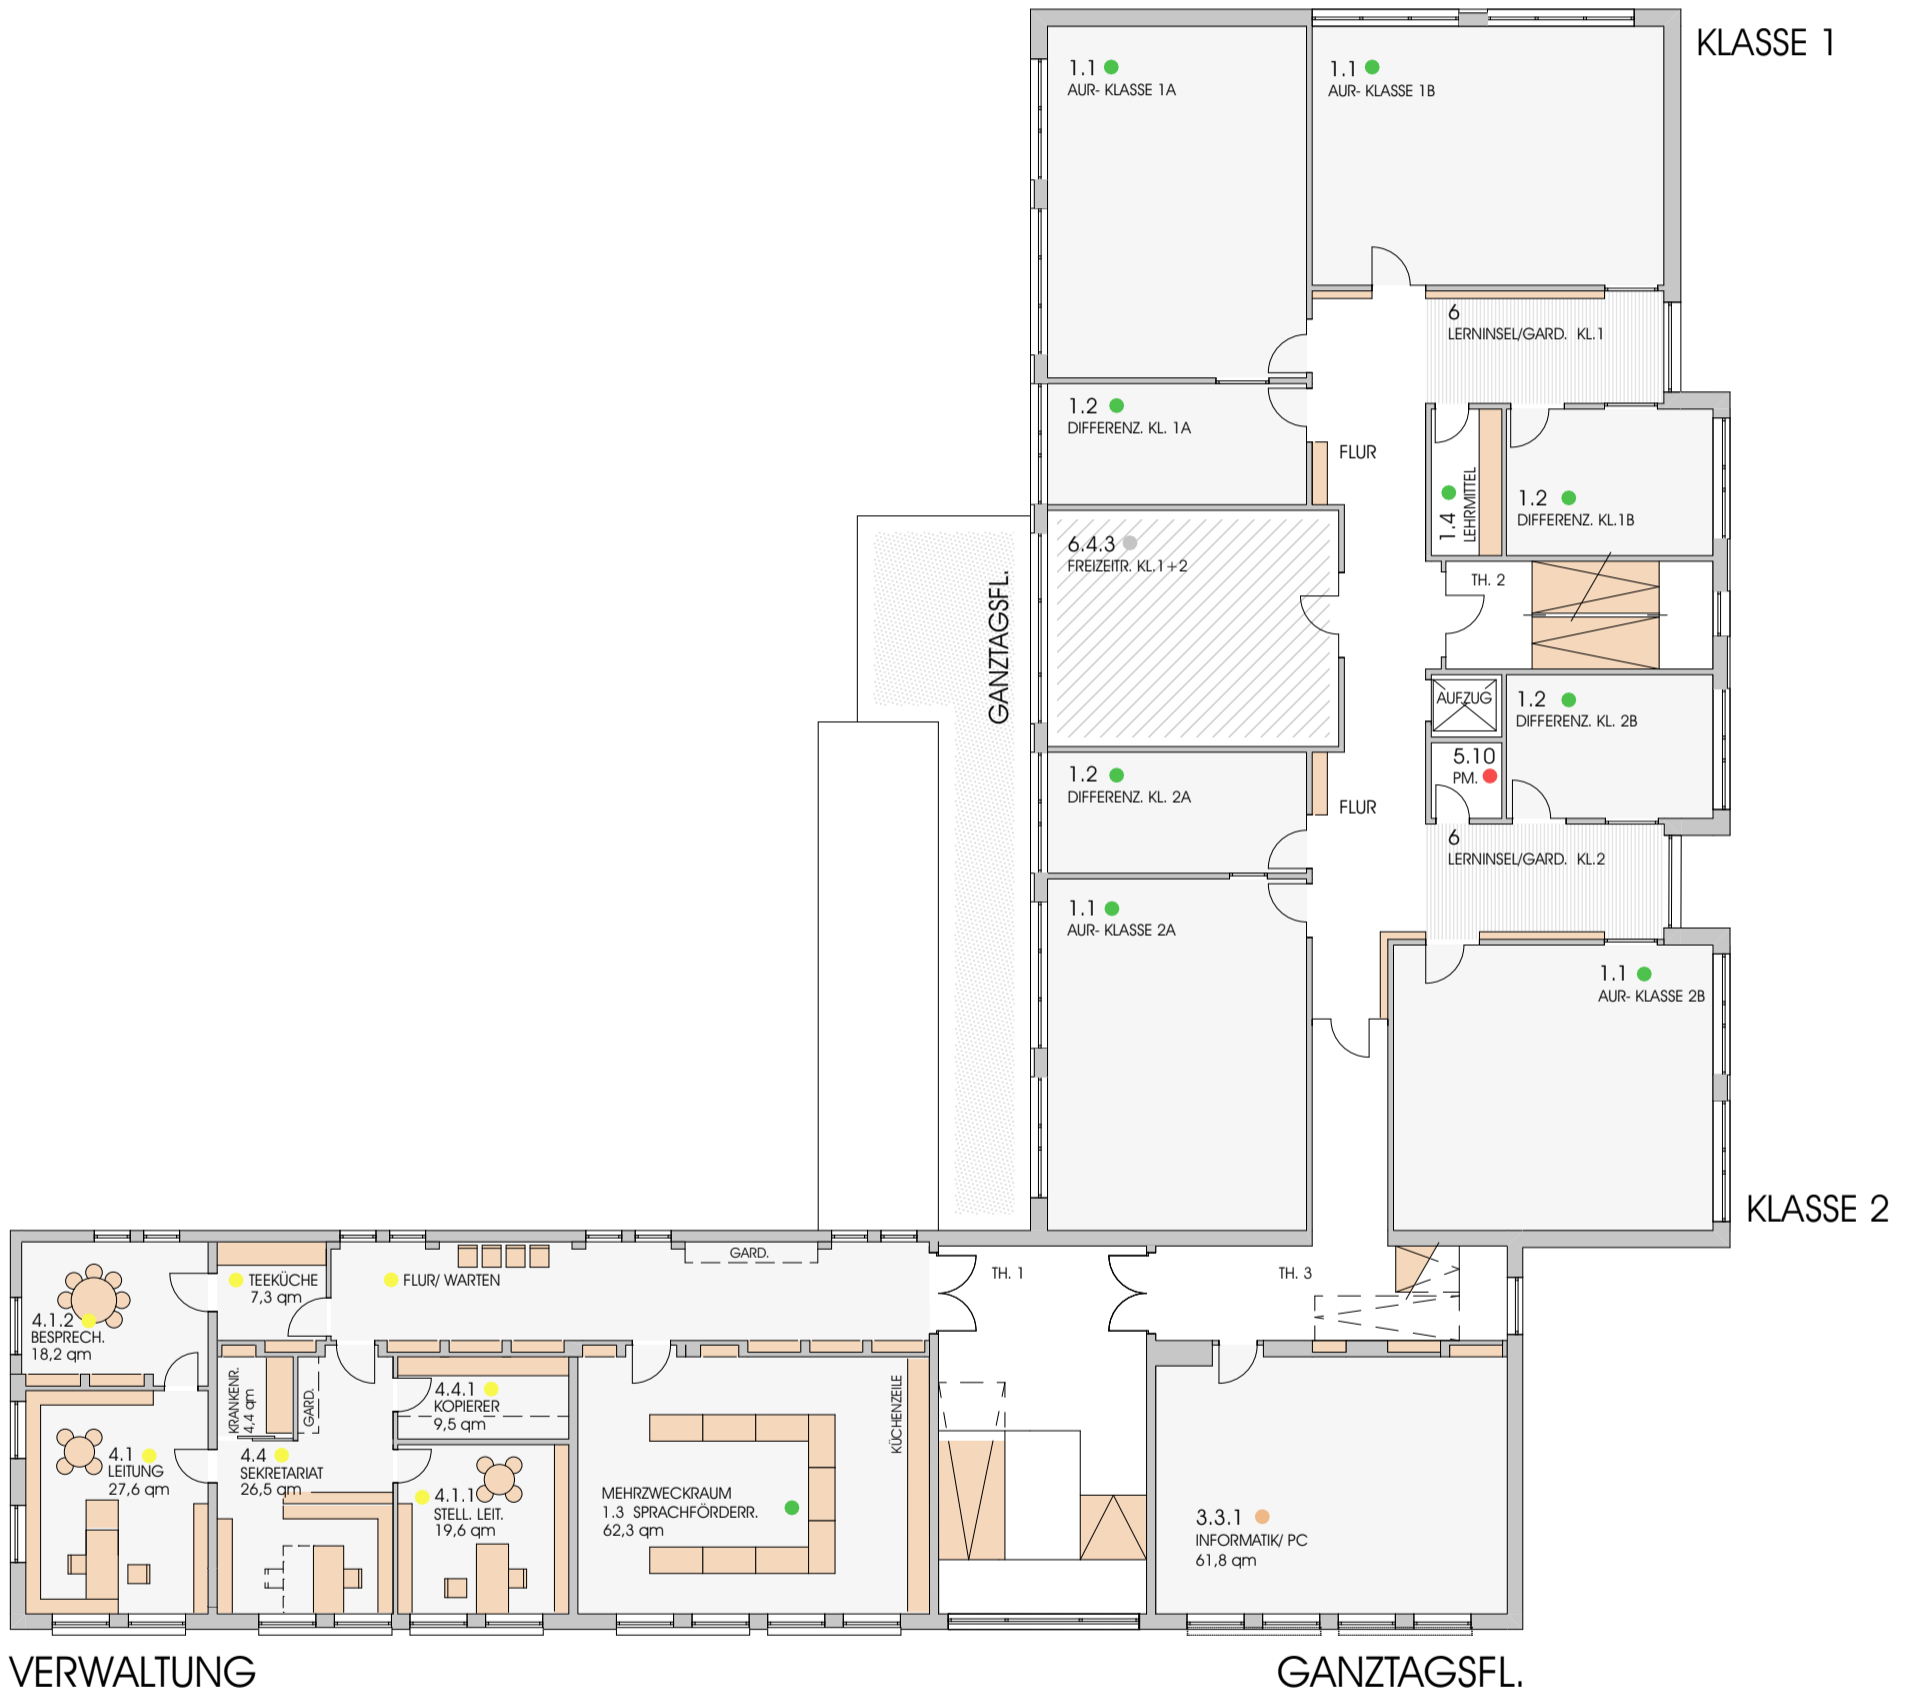 KLASSE 1
1.1
AUR- KLASSE 1A
1.1
AUR- KLASSE 1B
6
LERNINSEL/GARD. KL.1
1.2
DIFFERENZ. KL. 1A
FLUR
1.4
LEHRMITTEL
1.2
DIFFERENZ. KL.1B
6.4.3
FREIZEITR. KL.1+2
TH. 2
GANZTAGSFL.
AUFZUG
1.2
DIFFERENZ. KL. 2B
5.10
PM.
1.2
DIFFERENZ. KL. 2A
FLUR
6
LERNINSEL/GARD. KL.2
1.1
AUR- KLASSE 2A
1.1
AUR- KLASSE 2B
KLASSE 2
4.1.2
BESPRECH.
18,2 qm
TEEKÜCHE
7,3 qm
FLUR/ WARTEN
GARD.
TH. 1
TH. 3
KRANKENR.
4,4 qm
GARD.
4.4.1
KOPIERER
9,5 qm
KÜCHENZEILE
4.1
LEITUNG
27,6 qm
4.4
SEKRETARIAT
26,5 qm
4.1.1
STELL. LEIT.
19,6 qm
MEHRZWECKRAUM
1.3 SPRACHFÖRDERR.
62,3 qm
3.3.1
INFORMATIK/ PC
61,8 qm
VERWALTUNG
GANZTAGSFL.